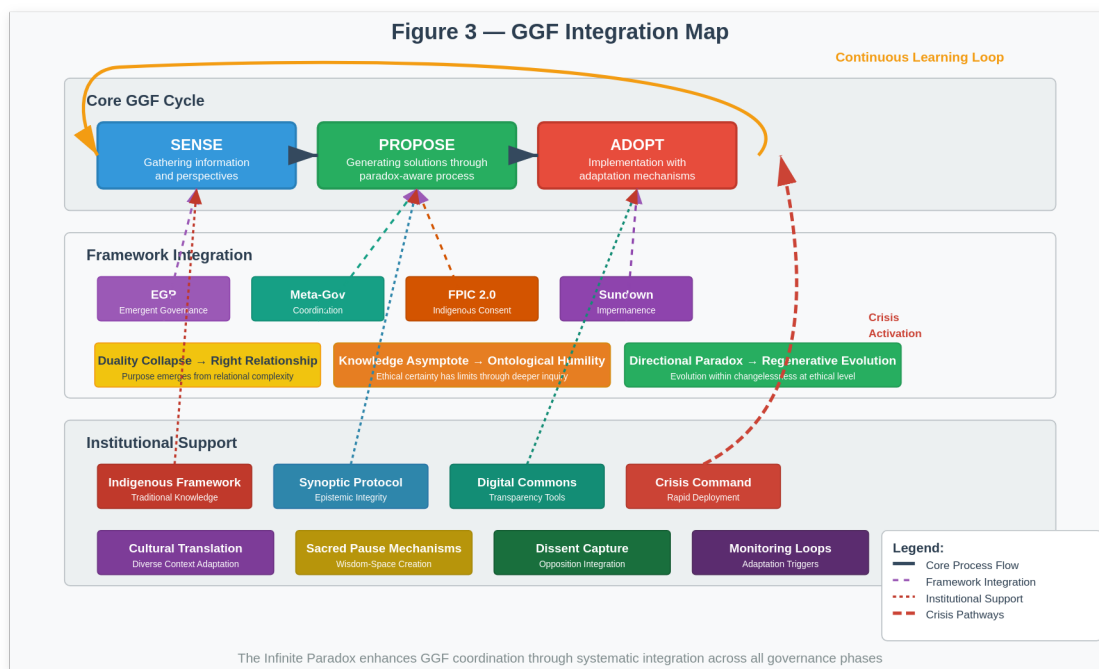 Figure 3 — GGF Integration Map
Continuous Learning Loop
Core GGF Cycle
SENSE
Gathering information
and perspectives
PROPOSE
Generating solutions through
paradox-aware process
ADOPT
Implementation with
adaptation mechanisms
Framework Integration
EGP
Emergent Governance
Meta-Gov
Coordination
FPIC 2.0
Indigenous Consent
Sundown
Impermanence
Crisis
Activation
Duality Collapse → Right Relationship
Purpose emerges from relational complexity
Knowledge Asymptote → Ontological Humility
Ethical certainty has limits through deeper inquiry
Directional Paradox → Regenerative Evolution
Evolution within changelessness at ethical level
Institutional Support
Indigenous Framework
Traditional Knowledge
Synoptic Protocol
Epistemic Integrity
Digital Commons
Transparency Tools
Crisis Command
Rapid Deployment
Cultural Translation
Diverse Context Adaptation
Sacred Pause Mechanisms
Wisdom-Space Creation
Dissent Capture
Opposition Integration
Monitoring Loops
Adaptation Triggers
Legend:
Core Process Flow
Framework Integration
Institutional Support
Crisis Pathways
The Infinite Paradox enhances GGF coordination through systematic integration across all governance phases